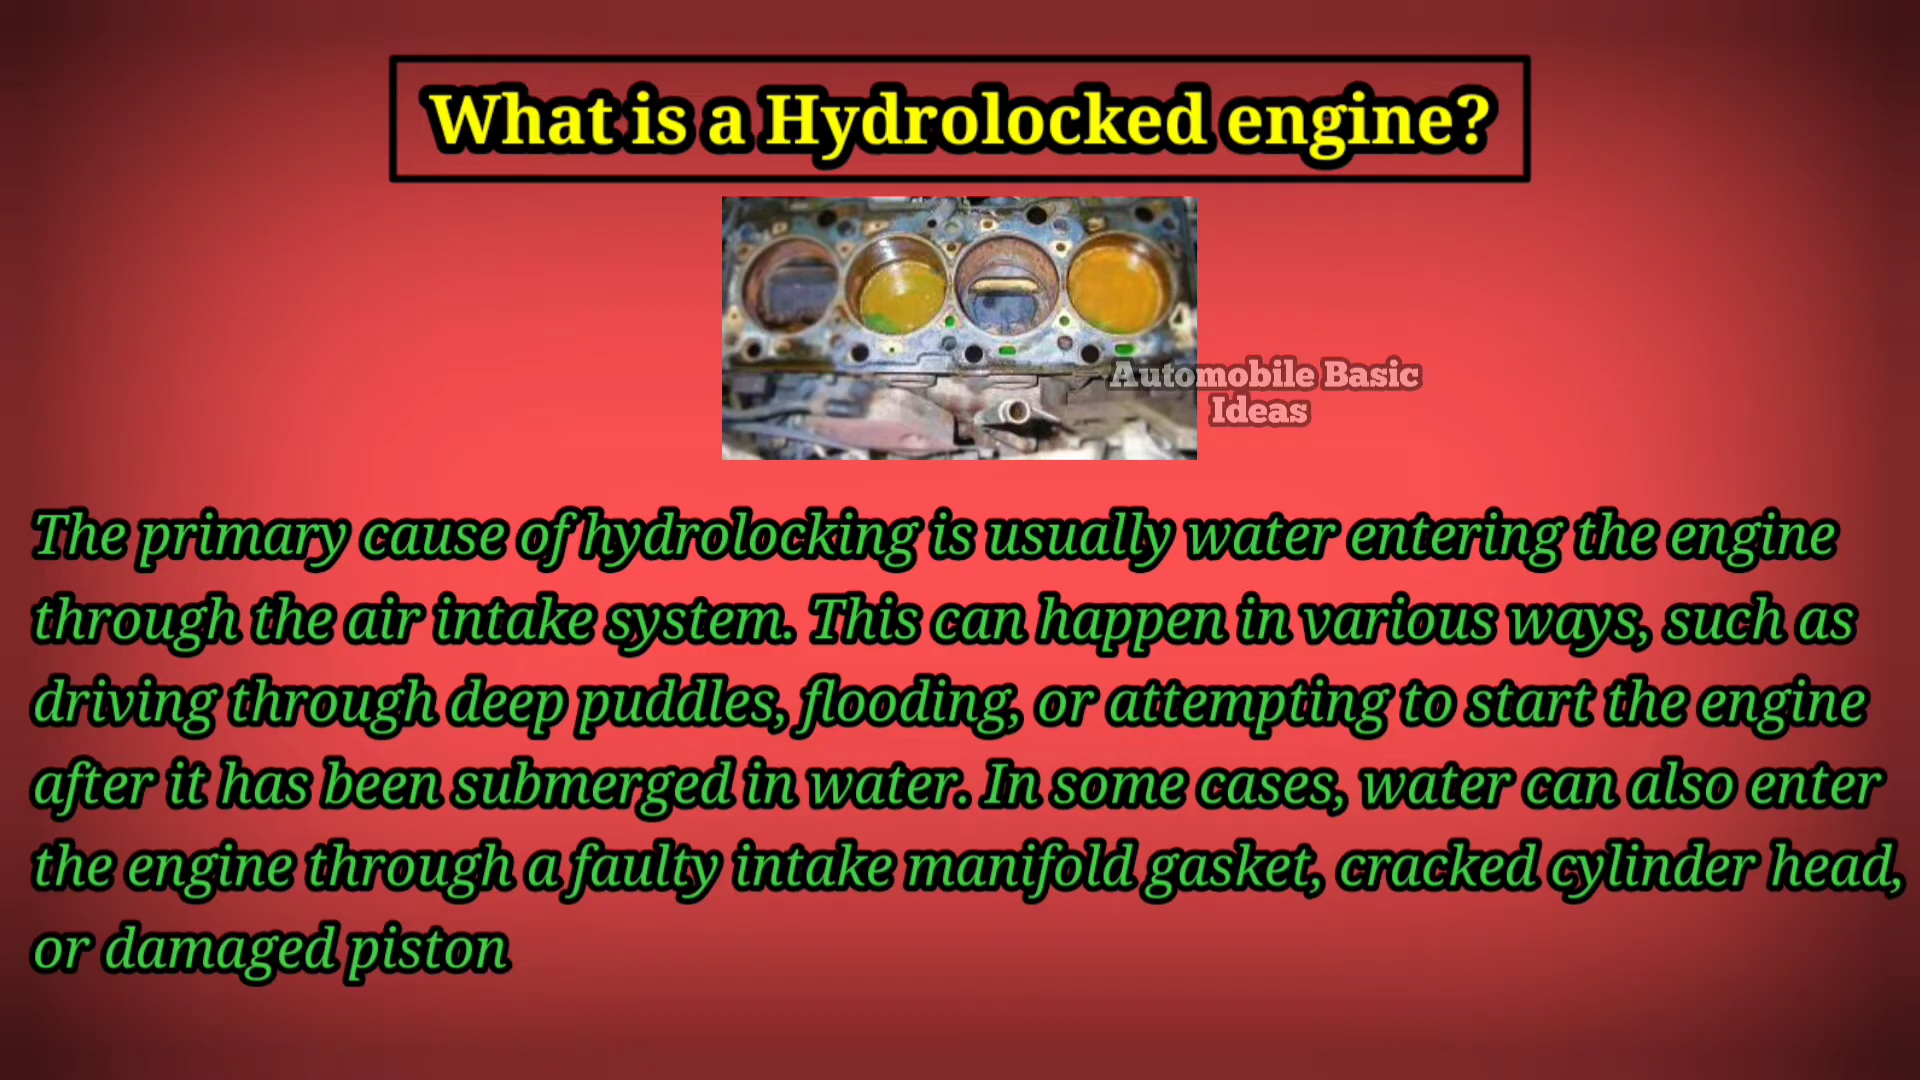 What is a Hydrolocked engine?
Automobile Basic
Ideas
The primary cause of hydrolocking is usually water entering the engine
through the air intake system. This can happen in various ways, such as
driving through deep puddles, flooding, or attempting to start the engine
after it has been submerged in water. In some cases, water can also enter
the engine through a faulty intake manifold gasket, cracked cylinder head,
or damaged piston